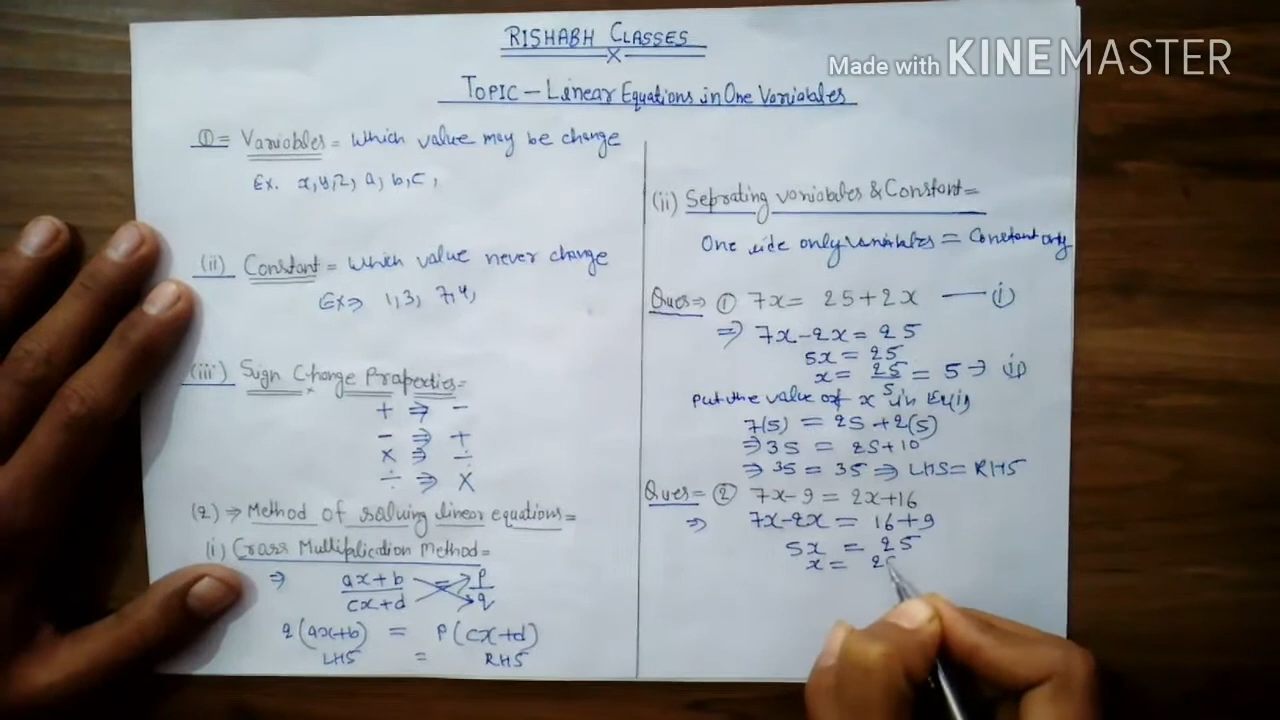 RISHABH CLASSES
X
Made with KINEMASTER
TOPIC - Linear Equations in One Variables
① = Variables = Which value may be change
Ex. x, y, z, a, b, c,
(ii) Constant = Which value never change
Ex ⇒ 1, 3, 7, 4,
(iii) Sign Change Properties =
+ ⇒ -
- ⇒ +
× ⇒ ÷
÷ ⇒ ×
(2) ⇒ Method of solving linear equations =
(i) Cross Multiplication Method =
⇒ ax+b/cx+d = p/q
q(ax+b) = p(cx+d)
LHS = RHS
(ii) Seprating variables & Constant =
One side only variables = Constant only
Ques ⇒ ① 7x = 25+2x — (i)
⇒ 7x-2x = 25
5x = 25
x = 25/5 = 5 → (ii)
Put the value of x in Eq (i)
7(5) = 25+2(5)
⇒ 35 = 25+10
⇒ 35 = 35 ⇒ LHS = RHS
Ques = ② 7x-9 = 2x+16
⇒ 7x-2x = 16+9
5x = 25
x = 25